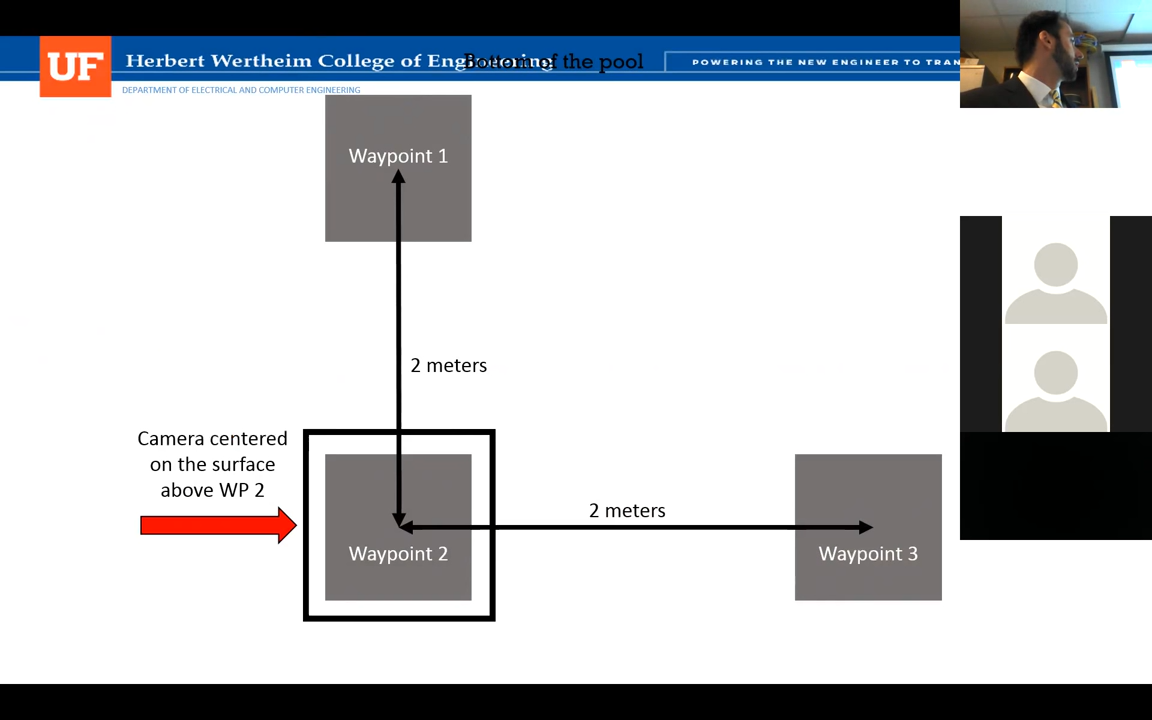 UF
Herbert Wertheim College of Engineering
Bottom of the pool
POWERING THE NEW ENGINEER TO TRAN
DEPARTMENT OF ELECTRICAL AND COMPUTER ENGINEERING
Waypoint 1
2 meters
Camera centered
on the surface
above WP 2
2 meters
Waypoint 2
Waypoint 3